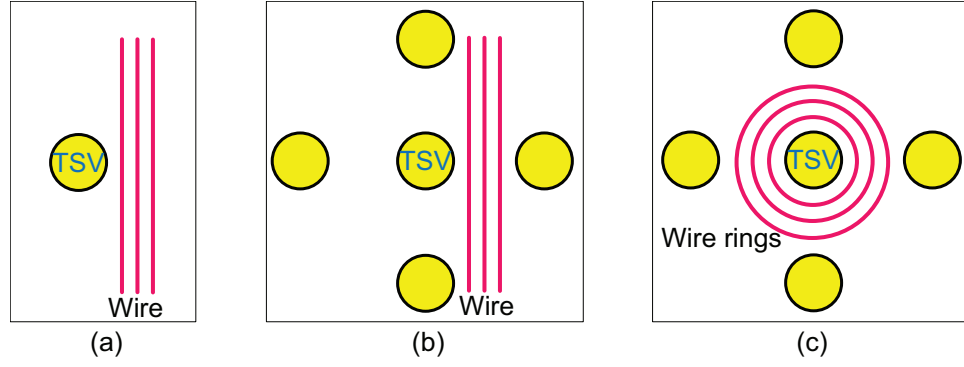 TSV
Wire
(a)
TSV
Wire
(b)
TSV
Wire rings
(c)